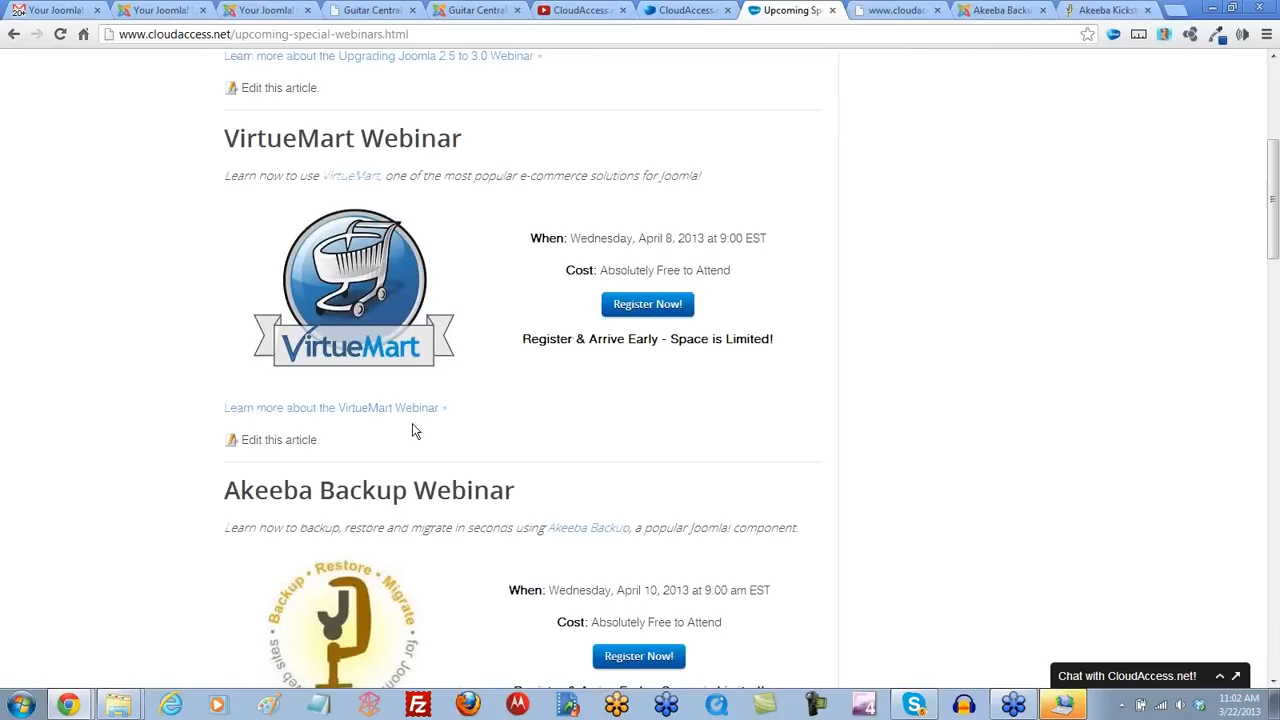 20+
Your Joomla!
Your Joomla!
Your Joomla!
Guitar Central
Guitar Central
CloudAccess.n
CloudAccess.n
Upcoming Spe
www.cloudac
Akeeba Backu
Akeeba Kickst
www.cloudaccess.net/upcoming-special-webinars.html
Learn more about the Upgrading Joomla 2.5 to 3.0 Webinar »
Edit this article.
VirtueMart Webinar
Learn how to use VirtueMart, one of the most popular e-commerce solutions for Joomla!
When: Wednesday, April 8, 2013 at 9:00 EST
Cost: Absolutely Free to Attend
Register Now!
Register & Arrive Early - Space is Limited!
VirtueMart
Learn more about the VirtueMart Webinar »
Edit this article.
Akeeba Backup Webinar
Learn how to backup, restore and migrate in seconds using Akeeba Backup, a popular Joomla! component.
Backup • Restore • Migrate
When: Wednesday, April 10, 2013 at 9:00 am EST
Cost: Absolutely Free to Attend
Register Now!
Chat with CloudAccess.net!
11:02 AM
3/22/2013